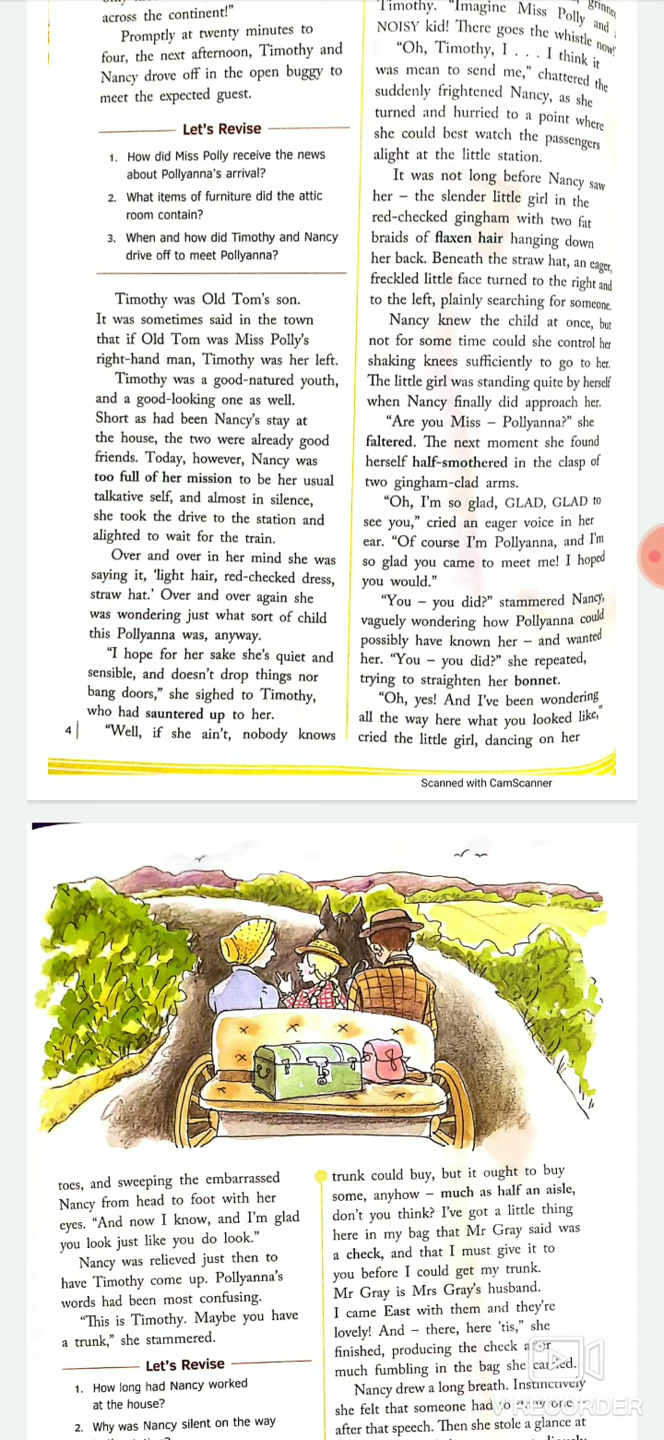 across the continent!”
Promptly at twenty minutes to
four, the next afternoon, Timothy and
Nancy drove off in the open buggy to
meet the expected guest.
Let's Revise
1. How did Miss Polly receive the news
about Pollyanna's arrival?
2. What items of furniture did the attic
room contain?
3. When and how did Timothy and Nancy
drive off to meet Pollyanna?
Timothy was Old Tom's son.
It was sometimes said in the town
that if Old Tom was Miss Polly's
right-hand man, Timothy was her left.
Timothy was a good-natured youth,
and a good-looking one as well.
Short as had been Nancy's stay at
the house, the two were already good
friends. Today, however, Nancy was
too full of her mission to be her usual
talkative self, and almost in silence,
she took the drive to the station and
alighted to wait for the train.
Over and over in her mind she was
saying it, ‘light hair, red-checked dress,
straw hat.’ Over and over again she
was wondering just what sort of child
this Pollyanna was, anyway.
“I hope for her sake she's quiet and
sensible, and doesn't drop things nor
bang doors,” she sighed to Timothy,
who had sauntered up to her.
“Well, if she ain't, nobody knows
4
grinned
Timothy. “Imagine Miss Polly and
NOISY kid! There goes the whistle now!
“Oh, Timothy, I . . . I think it
was mean to send me,” chattered the
suddenly frightened Nancy, as she
turned and hurried to a point where
she could best watch the passengers
alight at the little station.
It was not long before Nancy saw
her – the slender little girl in the
red-checked gingham with two fat
braids of flaxen hair hanging down
her back. Beneath the straw hat, an eager,
freckled little face turned to the right and
to the left, plainly searching for someone.
Nancy knew the child at once, but
not for some time could she control her
shaking knees sufficiently to go to her.
The little girl was standing quite by herself
when Nancy finally did approach her.
“Are you Miss – Pollyanna?” she
faltered. The next moment she found
herself half-smothered in the clasp of
two gingham-clad arms.
“Oh, I'm so glad, GLAD, GLAD to
see you,” cried an eager voice in her
ear. “Of course I'm Pollyanna, and I'm
so glad you came to meet me! I hoped
you would.”
“You – you did?” stammered Nancy,
vaguely wondering how Pollyanna could
possibly have known her – and wanted
her. “You – you did?” she repeated,
trying to straighten her bonnet.
“Oh, yes! And I've been wondering
all the way here what you looked like,”
cried the little girl, dancing on her
Scanned with CamScanner
toes, and sweeping the embarrassed
Nancy from head to foot with her
eyes. “And now I know, and I'm glad
you look just like you do look.”
Nancy was relieved just then to
have Timothy come up. Pollyanna's
words had been most confusing.
“This is Timothy. Maybe you have
a trunk,” she stammered.
Let's Revise
1. How long had Nancy worked
at the house?
2. Why was Nancy silent on the way
trunk could buy, but it ought to buy
some, anyhow – much as half an aisle,
don't you think? I've got a little thing
here in my bag that Mr Gray said was
a check, and that I must give it to
you before I could get my trunk.
Mr Gray is Mrs Gray's husband.
I came East with them and they're
lovely! And – there, here 'tis,” she
finished, producing the check after
much fumbling in the bag she carried.
Nancy drew a long breath. Instinctively
she felt that someone had to draw one
after that speech. Then she stole a glance at
V RECORDER